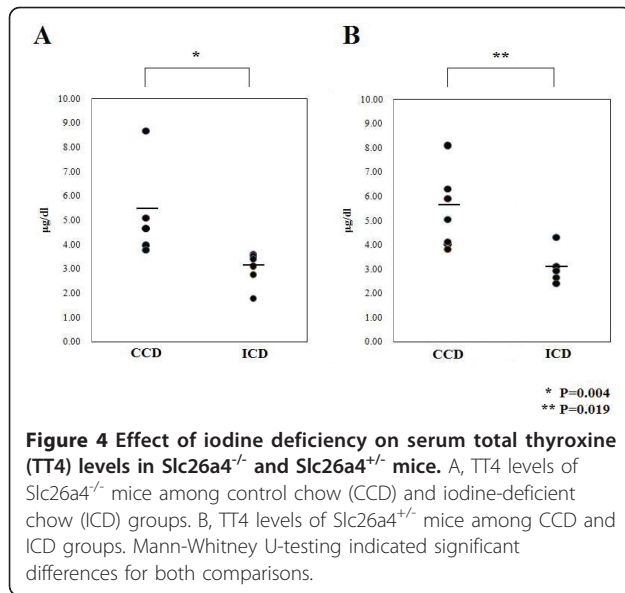 A
B
*
**
10.00
9.00
8.00
7.00
6.00
5.00
4.00
3.00
2.00
1.00
0.00
µg/dl
CCD ICD
10.00
9.00
8.00
7.00
6.00
5.00
4.00
3.00
2.00
1.00
0.00
µg/dl
CCD ICD
* P=0.004
** P=0.019
Figure 4 Effect of iodine deficiency on serum total thyroxine
(TT4) levels in Slc26a4-/- and Slc26a4+/- mice. A, TT4 levels of
Slc26a4-/- mice among control chow (CCD) and iodine-deficient
chow (ICD) groups. B, TT4 levels of Slc26a4+/- mice among CCD and
ICD groups. Mann-Whitney U-testing indicated significant
differences for both comparisons.